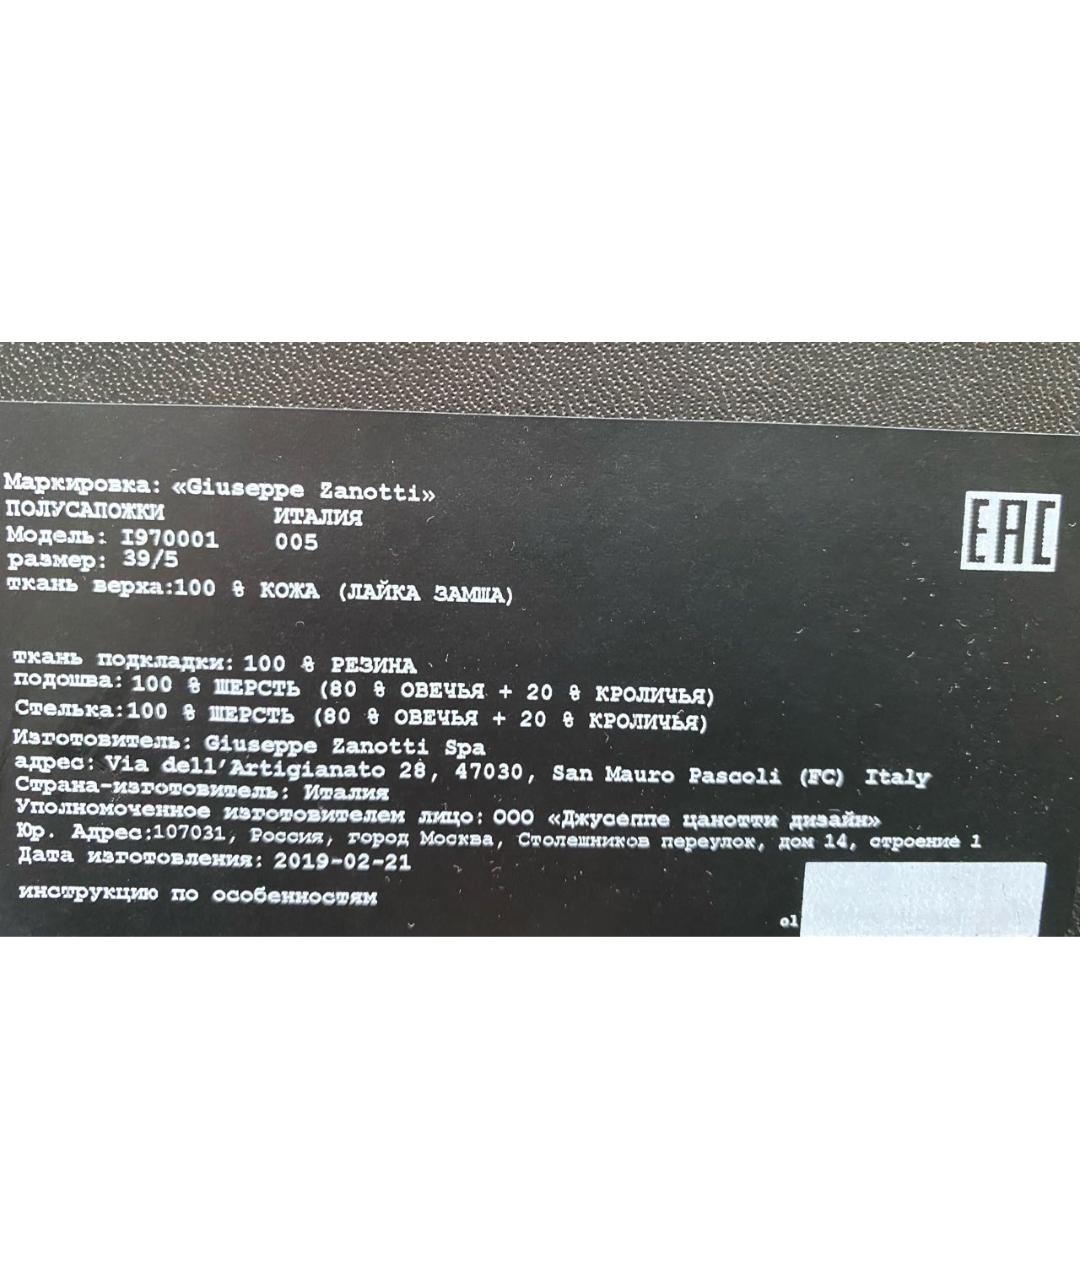 Маркировка: «Giuseppe Zanotti»
ПОЛУСАПОЖКИ ИТАЛИЯ
Модель: I970001 005
размер: 39/5
ткань верха:100 % КОЖА (ЛАЙКА ЗАМША)
EAC
ткань подкладки: 100 % РЕЗИНА
подошва: 100 % ШЕРСТЬ (80 % ОВЕЧЬЯ + 20 % КРОЛИЧЬЯ)
Стелька:100 % ШЕРСТЬ (80 % ОВЕЧЬЯ + 20 % КРОЛИЧЬЯ)
Изготовитель: Giuseppe Zanotti Spa
адрес: Via dell'Artigianato 28, 47030, San Mauro Pascoli (FC) Italy
Страна-изготовитель: Италия
Уполномоченное изготовителем лицо: ООО «Джусеппе цанотти дизайн»
Юр. Адрес:107031, Россия, город Москва, Столешников переулок, дом 14, строение 1
Дата изготовления: 2019-02-21
инструкцию по особенностям